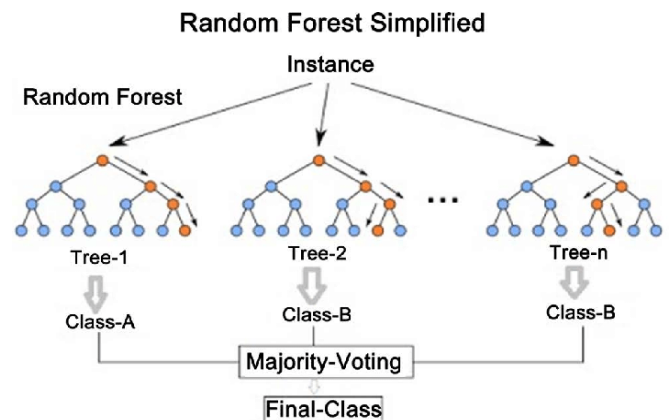 Random Forest Simplified
Instance
Random Forest
...
Tree-1
Tree-2
Tree-n
Class-A
Class-B
Class-B
Majority-Voting
Final-Class